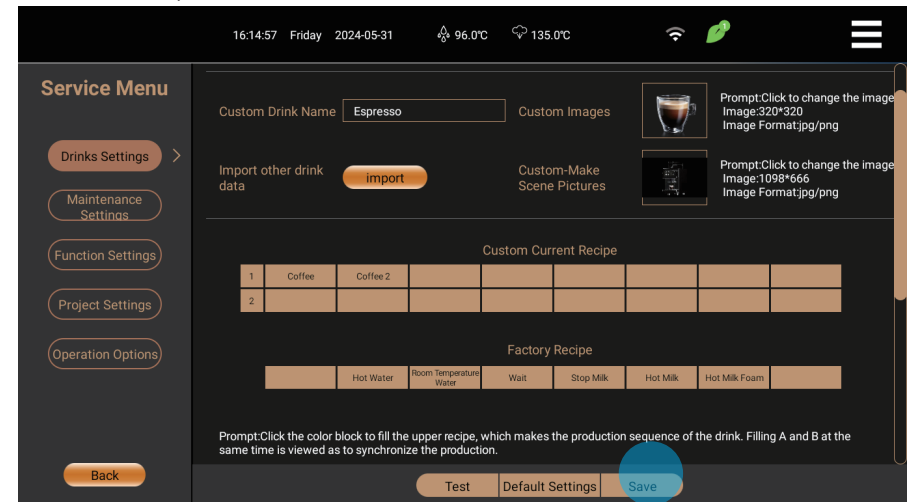 16:14:57 Friday 2024-05-31 96.0℃ 135.0℃ 1
Service Menu
Drinks Settings
Maintenance
Settings
Function Settings
Project Settings
Operation Options
Back
Custom Drink Name Espresso
Custom Images
Prompt:Click to change the image
Image:320*320
Image Format:jpg/png
Import other drink
data
import
Custom-Make
Scene Pictures
Prompt:Click to change the image
Image:1098*666
Image Format:jpg/png
Custom Current Recipe
1 Coffee Coffee 2
2
Factory Recipe
Hot Water Room Temperature Water Wait Stop Milk Hot Milk Hot Milk Foam
Prompt:Click the color block to fill the upper recipe, which makes the production sequence of the drink. Filling A and B at the
same time is viewed as to synchronize the production.
Test Default Settings Save